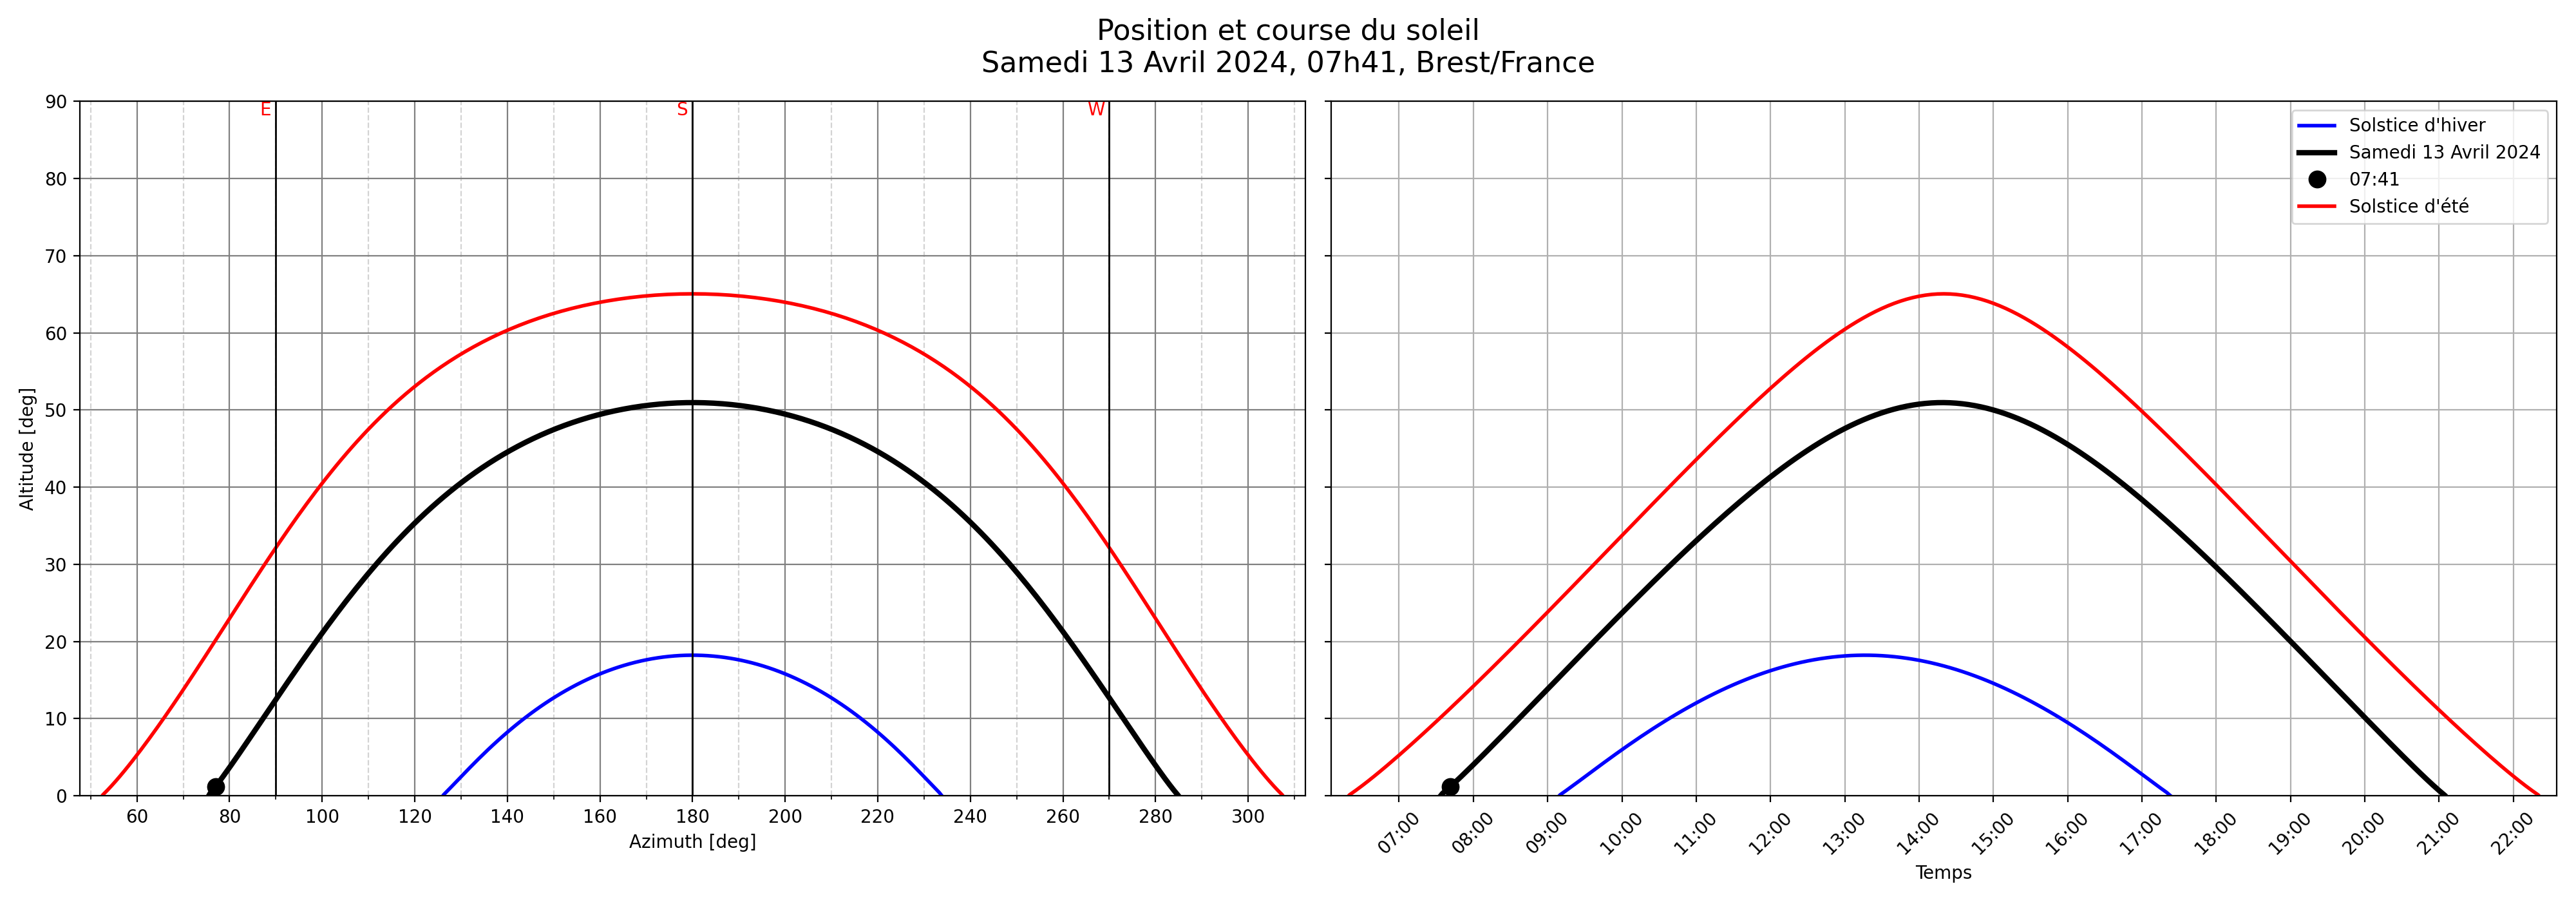 Position et course du soleil
Samedi 13 Avril 2024, 07h41, Brest/France
E
S
W
90
80
70
60
50
40
30
20
10
0
Altitude [deg]
60 80 100 120 140 160 180 200 220 240 260 280 300
Azimuth [deg]
Solstice d'hiver
Samedi 13 Avril 2024
07:41
Solstice d'été
07:00 08:00 09:00 10:00 11:00 12:00 13:00 14:00 15:00 16:00 17:00 18:00 19:00 20:00 21:00 22:00
Temps